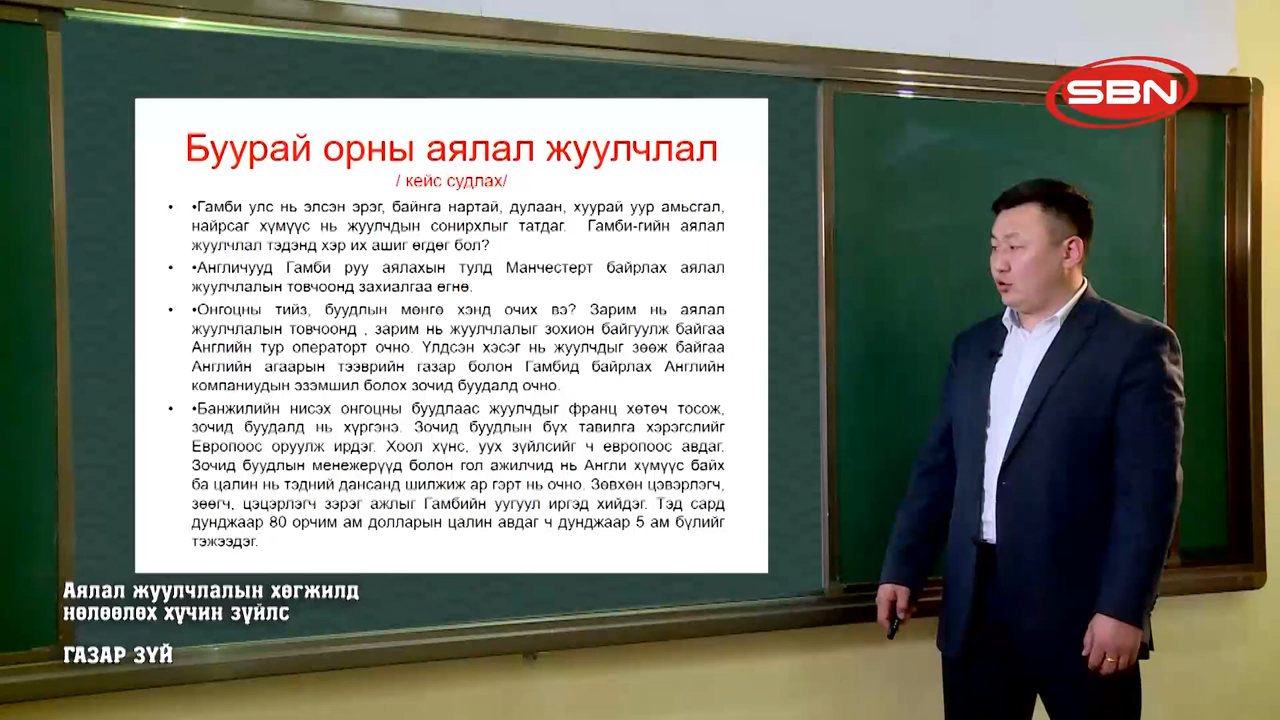 SBN
Буурай орны аялал жуулчлал
/ кейс судлах/
• •Гамби улс нь элсэн эрэг, байнга нартай, дулаан, хуурай уур амьсгал,
найрсаг хүмүүс нь жуулчдын сонирхлыг татдаг. Гамби-гийн аялал
жуулчлал тэдэнд хэр их ашиг өгдөг бол?
• •Англичууд Гамби руу аялахын тулд Манчестерт байрлах аялал
жуулчлалын товчоонд захиалгаа өгнө.
• •Онгоцны тийз, буудлын мөнгө хэнд очих вэ? Зарим нь аялал
жуулчлалын товчоонд , зарим нь жуулчлалыг зохион байгуулж байгаа
Английн тур операторт очно. Үлдсэн хэсэг нь жуулчдыг зөөж байгаа
Английн агаарын тээврийн газар болон Гамбид байрлах Английн
компаниудын эзэмшил болох зочид буудалд очно.
• •Банжилийн нисэх онгоцны буудлаас жуулчдыг франц хөтөч тосож,
зочид буудалд нь хүргэнэ. Зочид буудлын бүх тавилга хэрэгслийг
Европоос оруулж ирдэг. Хоол хүнс, уух зүйлсийг ч европоос авдаг.
Зочид буудлын менежерүүд болон гол ажилчид нь Англи хүмүүс байх
ба цалин нь тэдний дансанд шилжиж ар гэрт нь очно. Зөвхөн цэвэрлэгч,
зөөгч, цэцэрлэгч зэрэг ажлыг Гамбийн уугуул иргэд хийдэг. Тэд сард
дунджаар 80 орчим ам долларын цалин авдаг ч дунджаар 5 ам бүлийг
тэжээдэг.
Аялал жуулчлалын хөгжилд
нөлөөлөх хүчин зүйлс
ГАЗАР ЗҮЙ